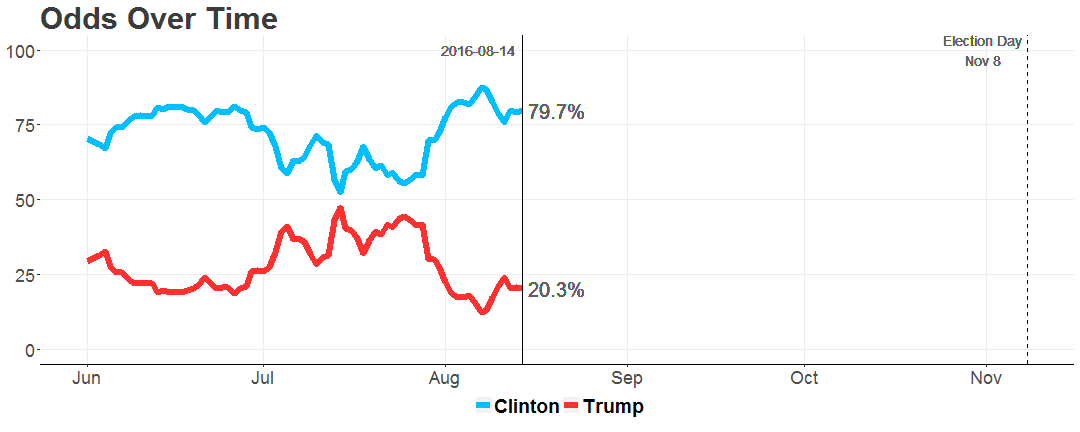 Odds Over Time
100
75
50
25
0
2016-08-14
Election Day
Nov 8
79.7%
20.3%
Jun Jul Aug Sep Oct Nov
Clinton Trump